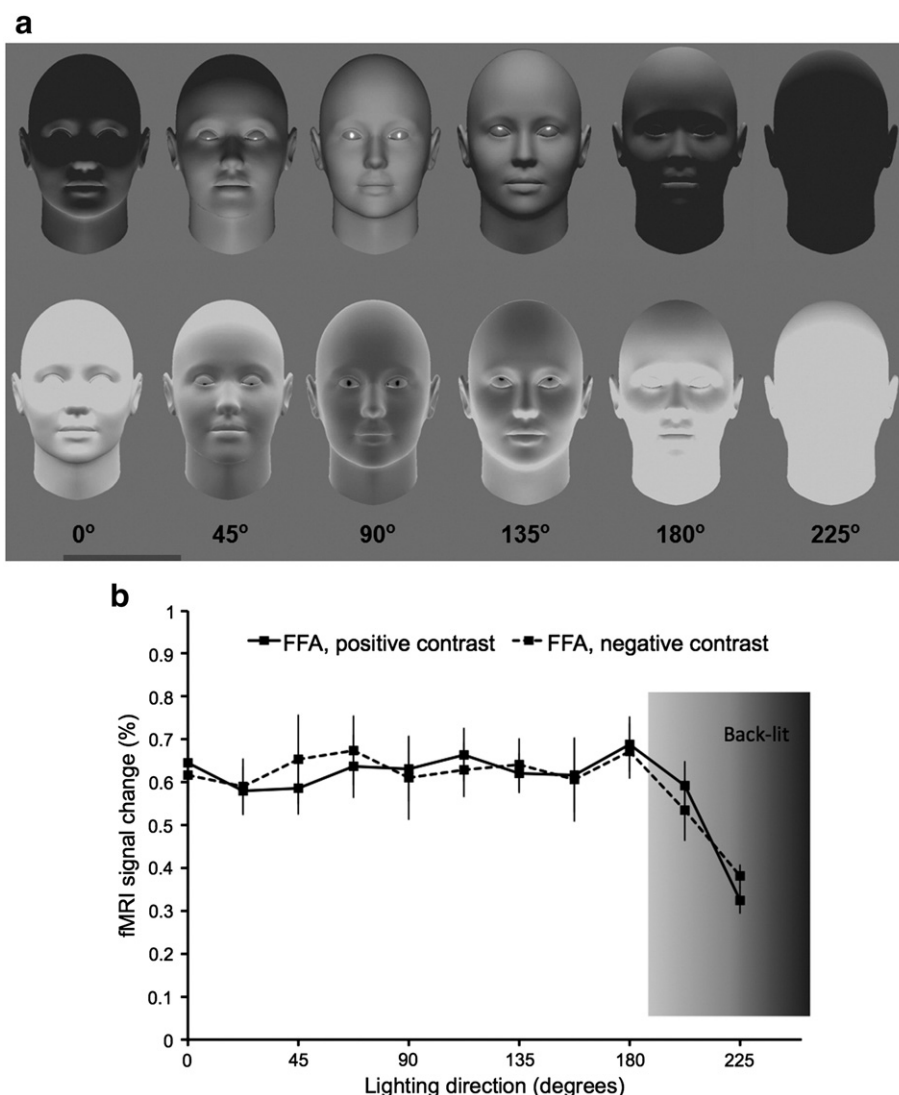 a
0° 45° 90° 135° 180° 225°
b
1
FFA, positive contrast FFA, negative contrast
0.9
0.8
0.7
Back-lit
0.6
0.5
0.4
0.3
0.2
0.1
0
fMRI signal change (%)
0 45 90 135 180 225
Lighting direction (degrees)